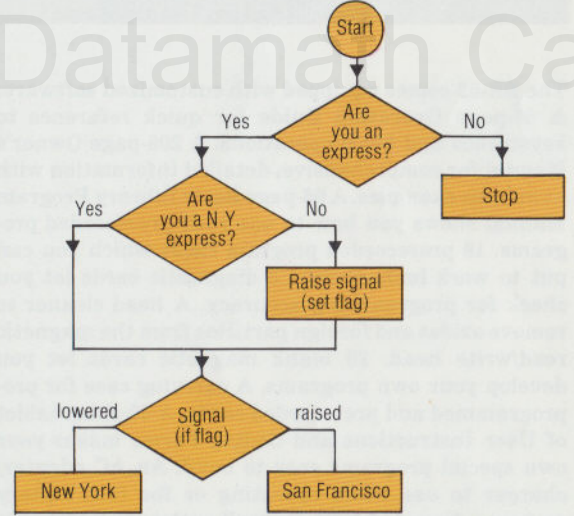 Datamath Ca
Start
Are
you an
express?
Yes
No
Stop
Are
you a N.Y.
express?
Yes
No
Raise signal
(set flag)
Signal
(if flag)
lowered
raised
New York
San Francisco